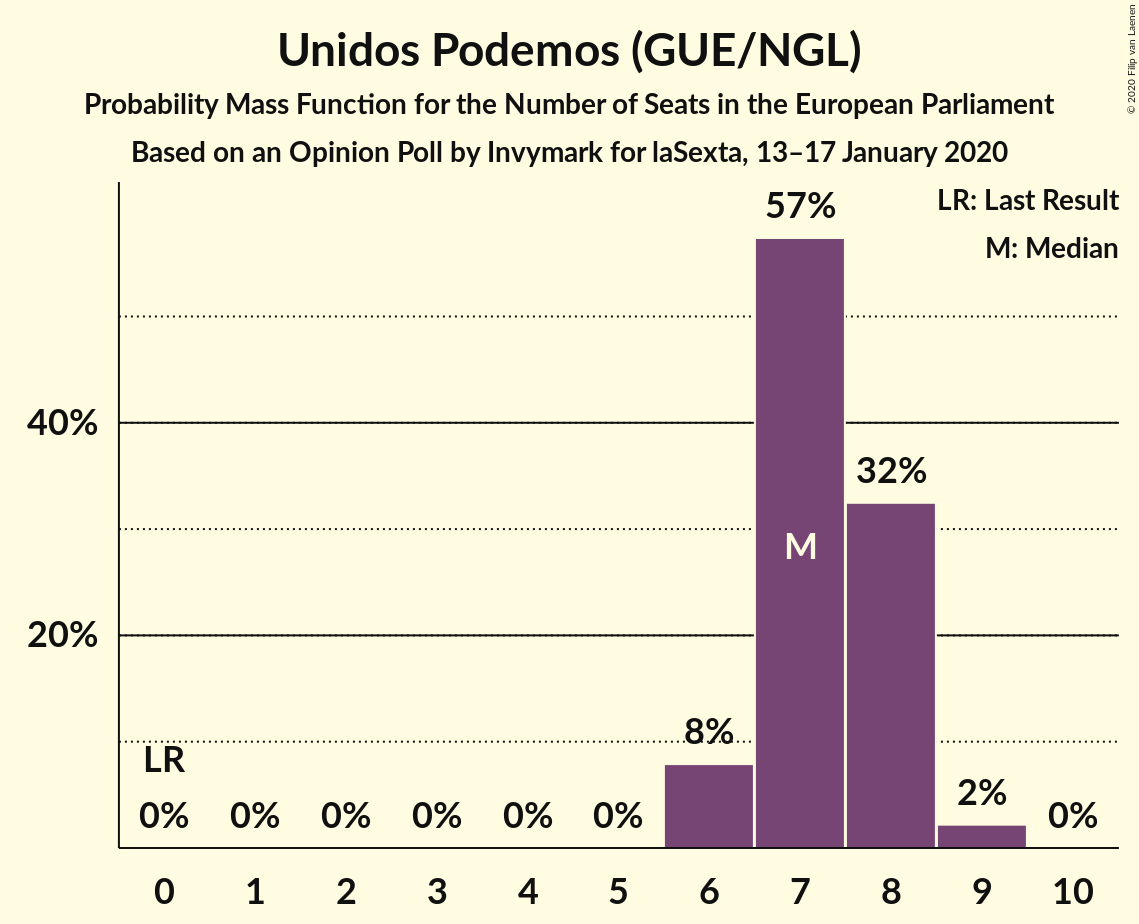 Unidos Podemos (GUE/NGL)
Probability Mass Function for the Number of Seats in the European Parliament
Based on an Opinion Poll by Invymark for laSexta, 13–17 January 2020
© 2020 Filip van Laenen
LR: Last Result
M: Median
57%
40%
32%
M
20%
8%
LR
2%
0% 0% 0% 0% 0% 0% 0%
0 1 2 3 4 5 6 7 8 9 10